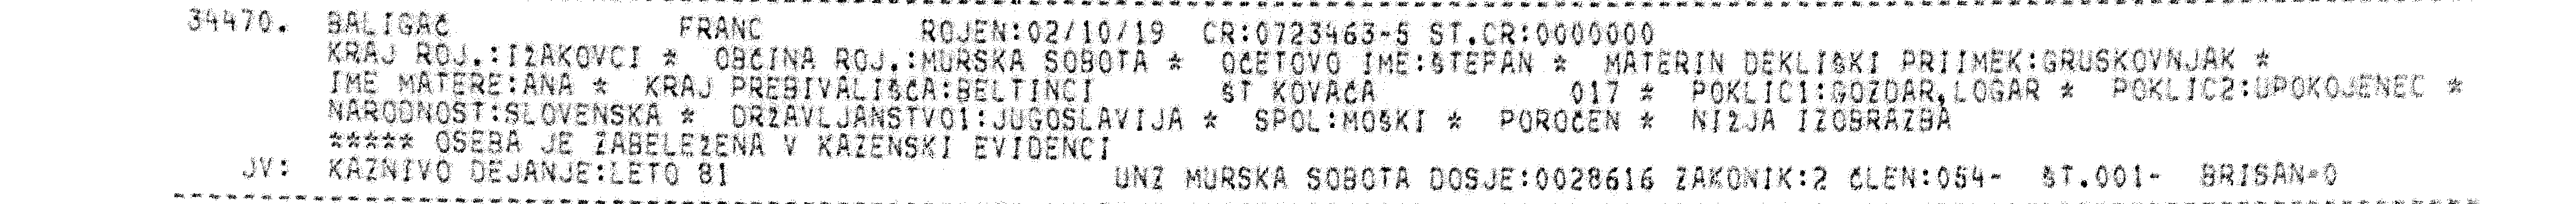 34470. BALIGAČ FRANC ROJEN:02/10/19 CR:0723463-5 ST.CR:0000000
KRAJ ROJ.:IŽAKOVCI * OBČINA ROJ.:MURSKA SOBOTA * OČETOVO IME:ŠTEFAN * MATERIN DEKLIŠKI PRIIMEK:GRUSKOVNJAK *
IME MATERE:ANA * KRAJ PREBIVALIŠČA:BELTINCI ŠT KOVAČA 017 * POKLIC1:GOZDAR,LOGAR * POKLIC2:UPOKOJENEC *
NARODNOST:SLOVENSKA * DRŽAVLJANSTVO1:JUGOSLAVIJA * SPOL:MOŠKI * POROČEN * NIŽJA IZOBRAZBA
***** OSEBA JE ZABELEŽENA V KAZENSKI EVIDENCI
JV: KAZNIVO DEJANJE:LETO 81 UNZ MURSKA SOBOTA DOSJE:0028616 ZAKONIK:2 ČLEN:054- ŠT.001- BRISAN=0